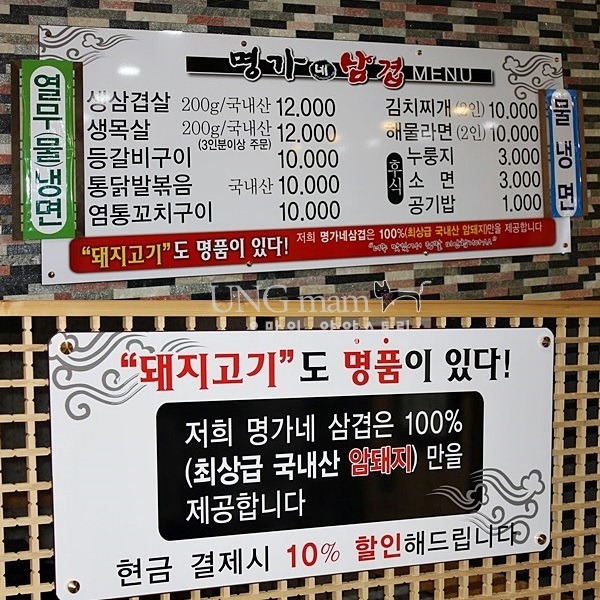 명가네삼겹 MENU
열무물냉면
생삼겹살 200g/국내산 12.000
생목살 200g/국내산 12.000
(3인분이상 주문)
등갈비구이 10.000
통닭발볶음 국내산 10.000
염통꼬치구이 10.000
김치찌개 (2인) 10.000
해물라면 (2인) 10.000
후식
누룽지 3.000
소면 3.000
공기밥 1.000
물냉면
"돼지고기"도 명품이 있다! 저희 명가네삼겹은 100%(최상급 국내산 암돼지)만을 제공합니다
UNG mam
"돼지고기"도 명품이 있다!
저희 명가네 삼겹은 100%
(최상급 국내산 암돼지) 만을
제공합니다
현금 결제시 10% 할인해드립니다